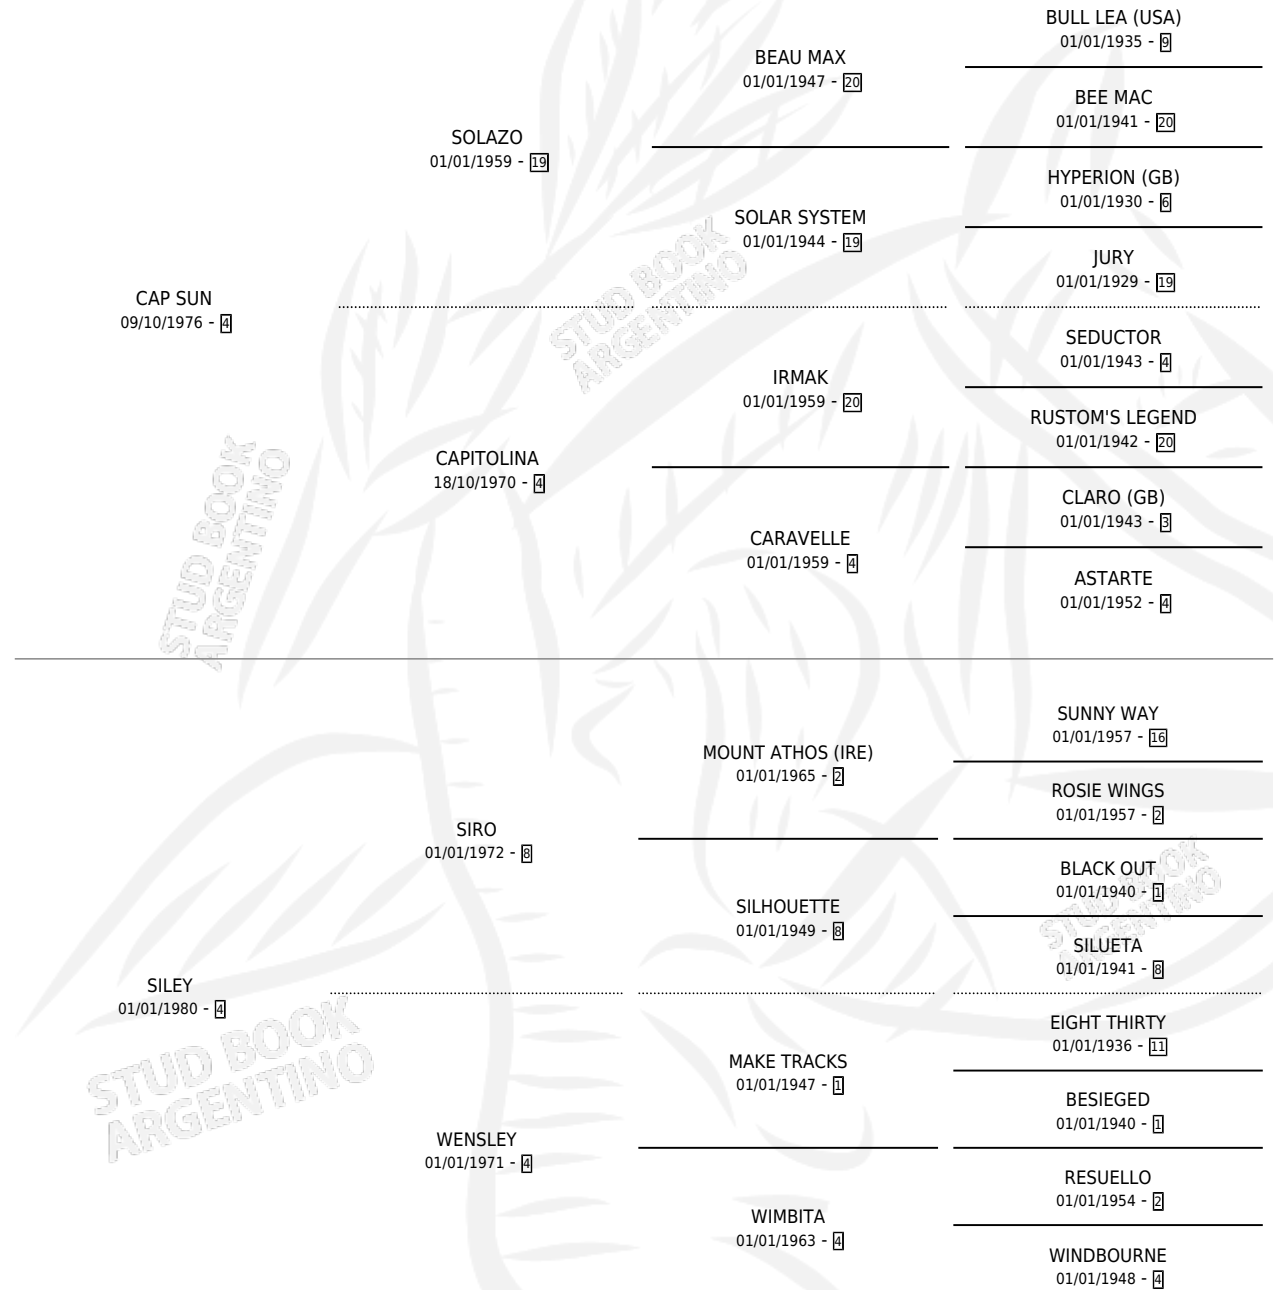 BULL LEA (USA)
01/01/1935 - 9
BEAU MAX
01/01/1947 - 20
BEE MAC
01/01/1941 - 20
SOLAZO
01/01/1959 - 19
HYPERION (GB)
01/01/1930 - 6
SOLAR SYSTEM
01/01/1944 - 19
JURY
01/01/1929 - 19
CAP SUN
09/10/1976 - 4
SEDUCTOR
01/01/1943 - 4
IRMAK
01/01/1959 - 20
RUSTOM'S LEGEND
01/01/1942 - 20
CAPITOLINA
18/10/1970 - 4
CLARO (GB)
01/01/1943 - 3
CARAVELLE
01/01/1959 - 4
ASTARTE
01/01/1952 - 4
SUNNY WAY
01/01/1957 - 16
MOUNT ATHOS (IRE)
01/01/1965 - 2
ROSIE WINGS
01/01/1957 - 2
SIRO
01/01/1972 - 8
BLACK OUT
01/01/1940 - 1
SILHOUETTE
01/01/1949 - 8
SILUETA
01/01/1941 - 8
SILEY
01/01/1980 - 4
EIGHT THIRTY
01/01/1936 - 11
MAKE TRACKS
01/01/1947 - 1
BESIEGED
01/01/1940 - 1
WENSLEY
01/01/1971 - 4
RESUELLO
01/01/1954 - 2
WIMBITA
01/01/1963 - 4
WINDBOURNE
01/01/1948 - 4
STUD BOOK
ARGENTINO
STUD BOOK
ARGENTINO
STUD BOOK
ARGENTINO
STUD BOOK
ARGENTINO